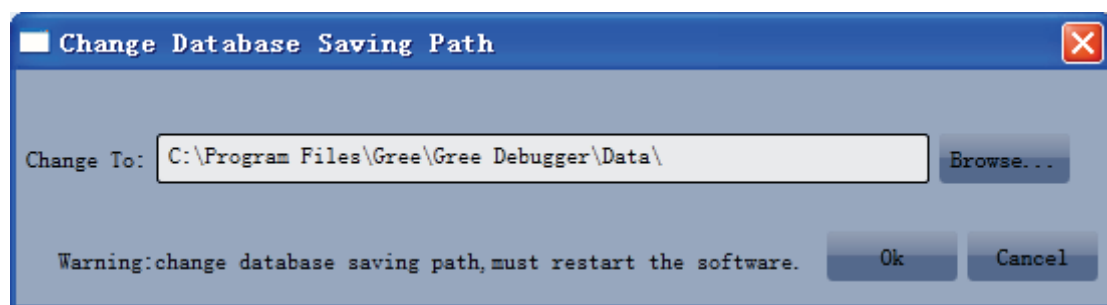 Change Database Saving Path
Change To: C:\Program Files\Gree\Gree Debugger\Data\ Browse...
Warning:change database saving path,must restart the software. Ok Cancel